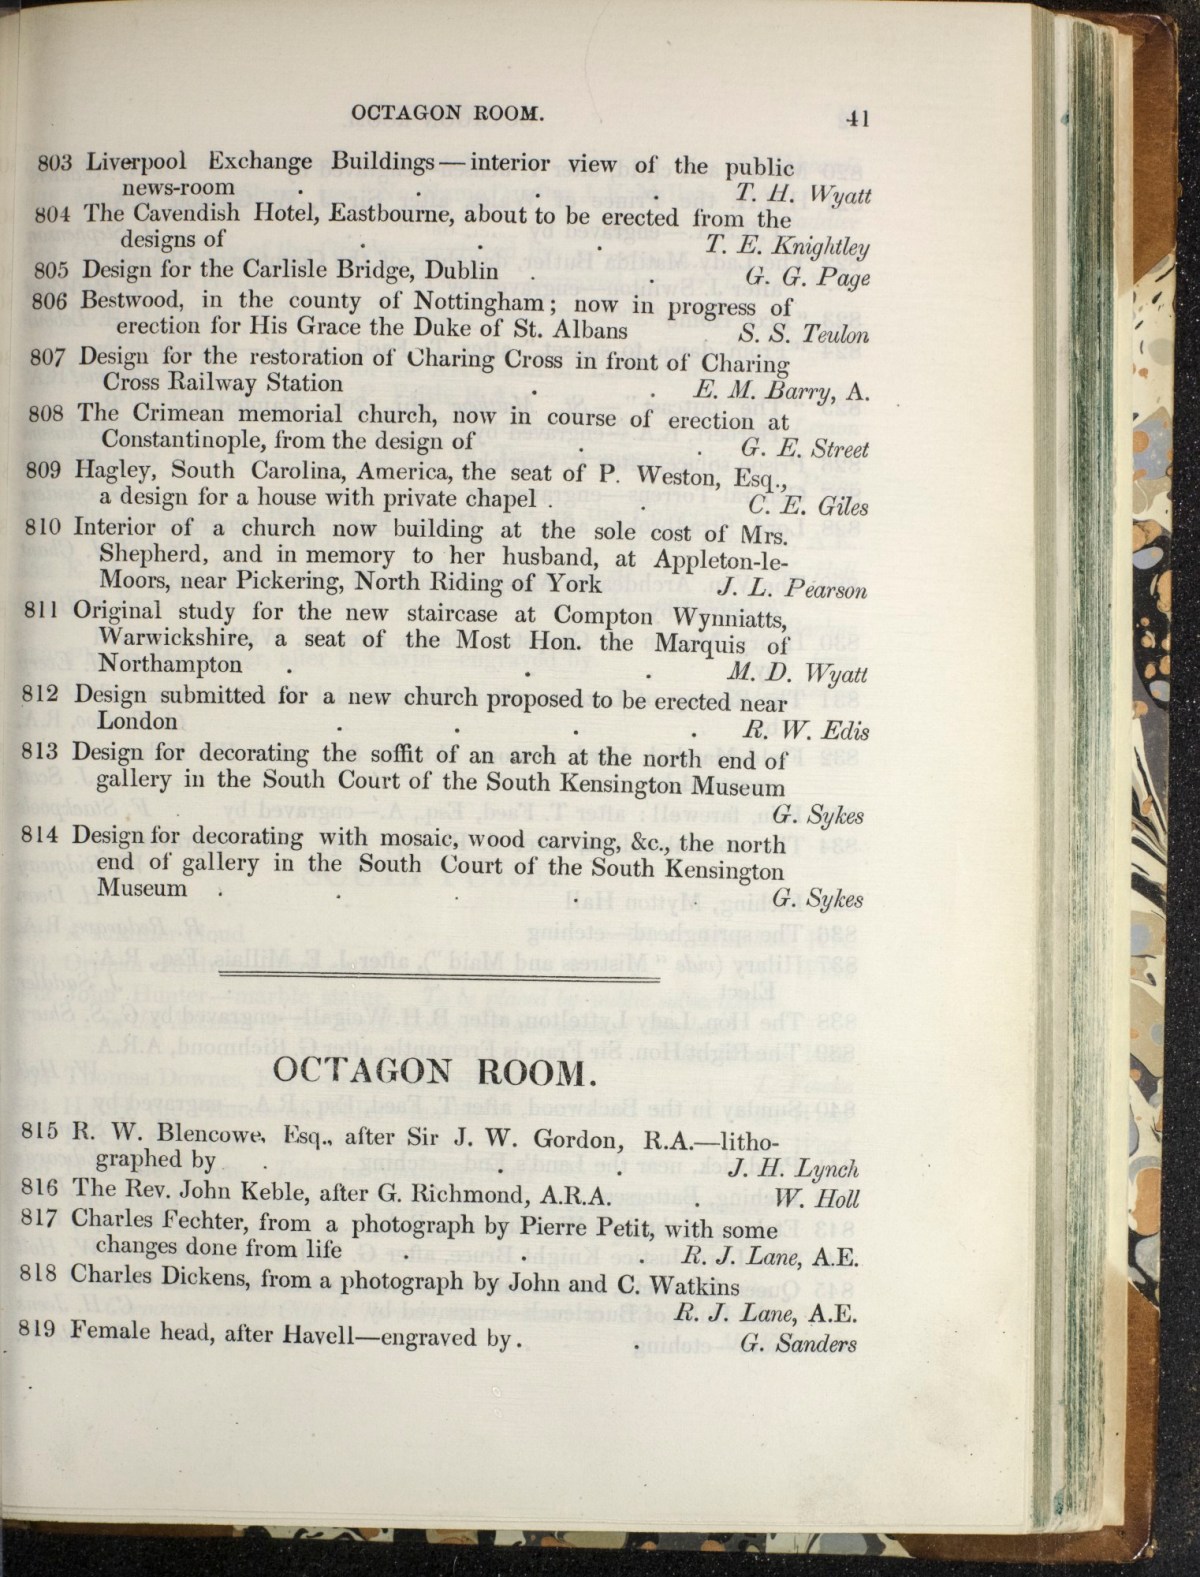 OCTAGON ROOM. 41
803 Liverpool Exchange Buildings—interior view of the public
news-room . . . . T. H. Wyatt
804 The Cavendish Hotel, Eastbourne, about to be erected from the
designs of . . . T. E. Knightley
805 Design for the Carlisle Bridge, Dublin . . G. G. Page
806 Bestwood, in the county of Nottingham; now in progress of
erection for His Grace the Duke of St. Albans S. S. Teulon
807 Design for the restoration of Charing Cross in front of Charing
Cross Railway Station . . E. M. Barry, A.
808 The Crimean memorial church, now in course of erection at
Constantinople, from the design of . . G. E. Street
809 Hagley, South Carolina, America, the seat of P. Weston, Esq.,
a design for a house with private chapel . . C. E. Giles
810 Interior of a church now building at the sole cost of Mrs.
Shepherd, and in memory to her husband, at Appleton-le-
Moors, near Pickering, North Riding of York J. L. Pearson
811 Original study for the new staircase at Compton Wynniatts,
Warwickshire, a seat of the Most Hon. the Marquis of
Northampton . . . M. D. Wyatt
812 Design submitted for a new church proposed to be erected near
London . . . . R. W. Edis
813 Design for decorating the soffit of an arch at the north end of
gallery in the South Court of the South Kensington Museum
G. Sykes
814 Design for decorating with mosaic, wood carving, &c., the north
end of gallery in the South Court of the South Kensington
Museum . . . . G. Sykes
OCTAGON ROOM.
815 R. W. Blencowe, Esq., after Sir J. W. Gordon, R.A.—litho-
graphed by . . . J. H. Lynch
816 The Rev. John Keble, after G. Richmond, A.R.A. . W. Holl
817 Charles Fechter, from a photograph by Pierre Petit, with some
changes done from life . . . R. J. Lane, A.E.
818 Charles Dickens, from a photograph by John and C. Watkins
R. J. Lane, A.E.
819 Female head, after Havell—engraved by . . G. Sanders